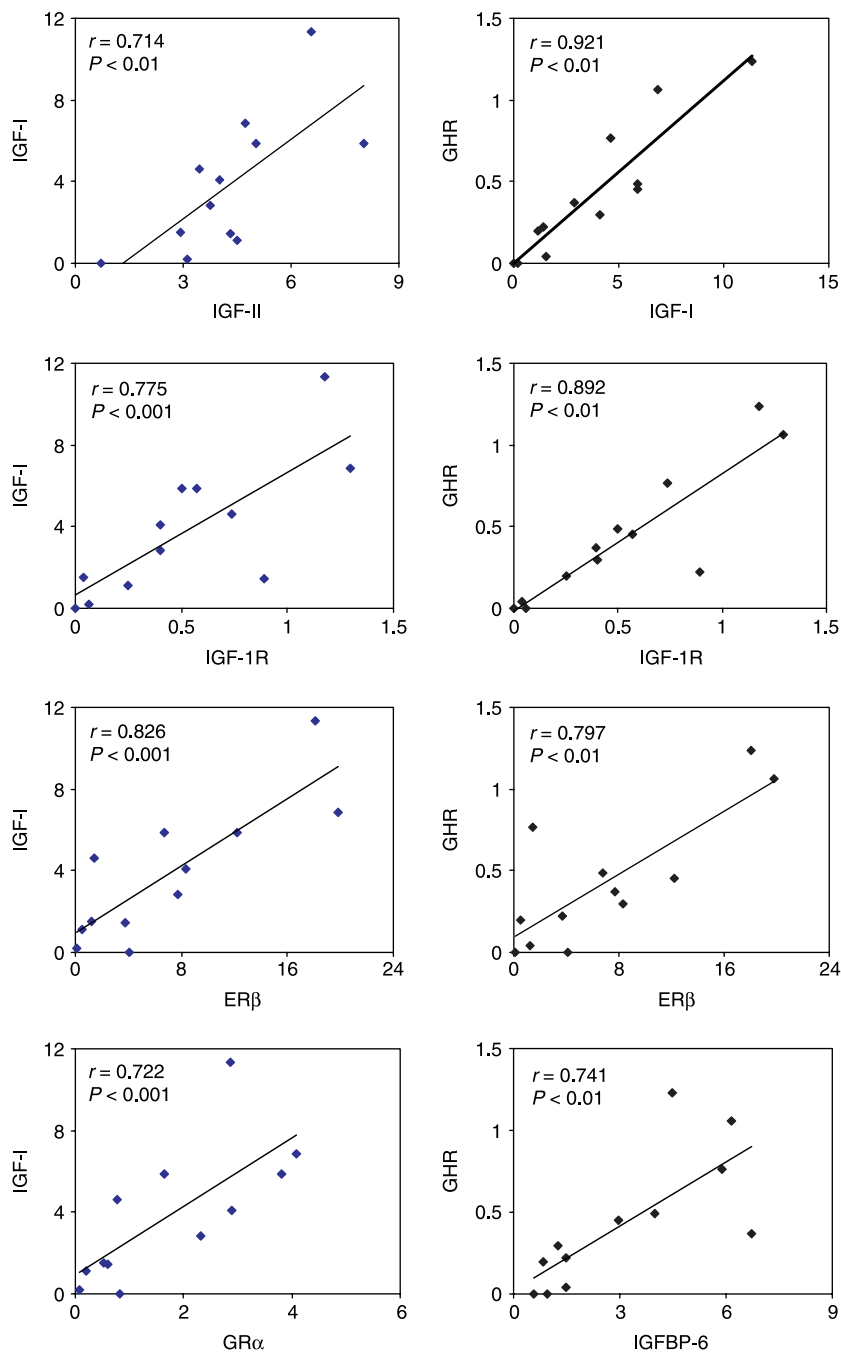 12
8
4
0
IGF-I
r = 0.714
P < 0.01
3 6 9
IGF-II
1.5
1
0.5
0
GHR
r = 0.921
P < 0.01
0 5 10 15
IGF-I
12
8
4
0
IGF-I
r = 0.775
P < 0.001
0 0.5 1 1.5
IGF-1R
1.5
1
0.5
0
GHR
r = 0.892
P < 0.01
0 0.5 1 1.5
IGF-1R
12
8
4
0
IGF-I
r = 0.826
P < 0.001
0 8 16 24
ERβ
1.5
1
0.5
0
GHR
r = 0.797
P < 0.01
0 8 16 24
ERβ
12
8
4
0
IGF-I
r = 0.722
P < 0.001
0 2 4 6
GRα
1.5
1
0.5
0
GHR
r = 0.741
P < 0.01
0 3 6 9
IGFBP-6